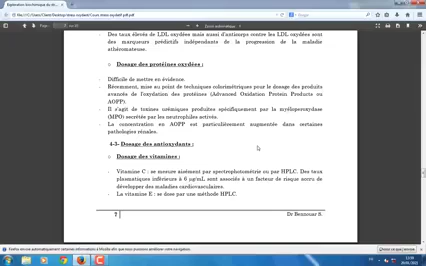 Des taux élevés de LDL oxydées mais aussi d'anticorps contre les LDL oxydées sont
des marqueurs prédictifs indépendants de la progression de la maladie
athéromateuse.
o Dosage des protéines oxydées :
- Difficile de mettre en évidence.
- Récemment, mise au point de techniques colorimétriques pour le dosage des produits
avancés de l'oxydation des protéines (Advanced Oxidation Protein Products ou
AOPP).
- Il s'agit de toxines urémiques produites spécifiquement par la myéloperoxydase
(MPO) secrétée par les neutrophiles activés.
- La concentration en AOPP est particulièrement augmentée dans certaines
pathologies rénales.
4-3- Dosage des antioxydants :
o Dosage des vitamines :
- Vitamine C : se mesure aisément par spectrophotométrie ou par HPLC. Des taux
plasmatiques inférieurs à 6 µg/mL sont associés à un facteur de risque accru de
développer des maladies cardiovasculaires.
- La vitamine E : se dose par une méthode HPLC.
7 Dr Benzouar S.